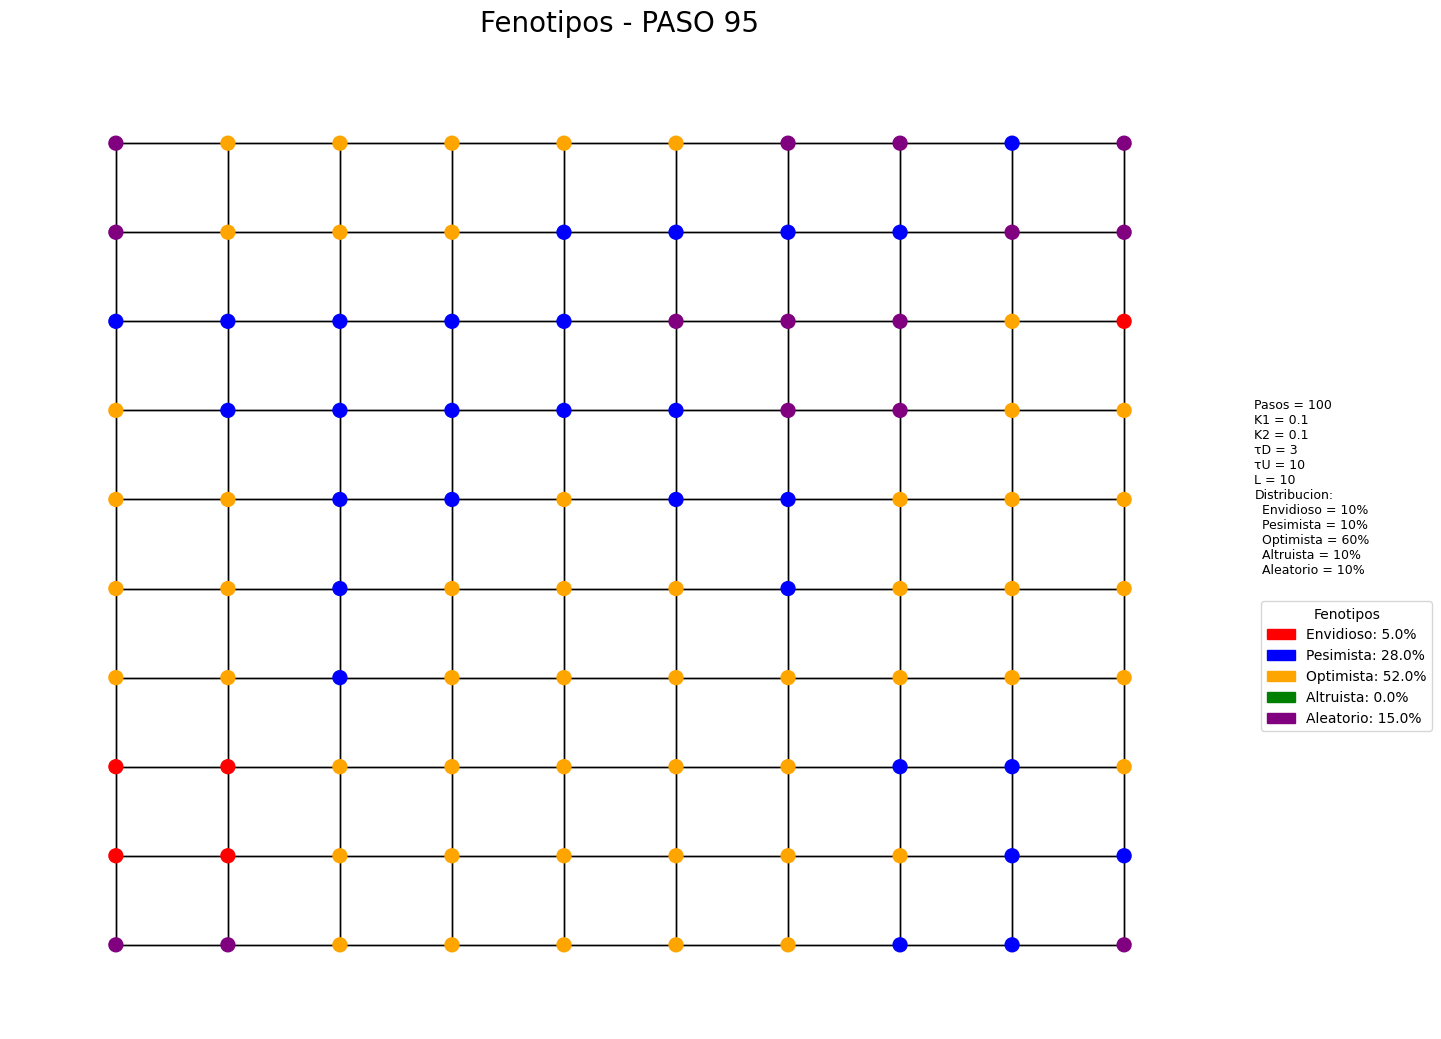 Fenotipos - PASO 95
Pasos = 100
K1 = 0.1
K2 = 0.1
τD = 3
τU = 10
L = 10
Distribucion:
Envidioso = 10%
Pesimista = 10%
Optimista = 60%
Altruista = 10%
Aleatorio = 10%
Fenotipos
Envidioso: 5.0%
Pesimista: 28.0%
Optimista: 52.0%
Altruista: 0.0%
Aleatorio: 15.0%